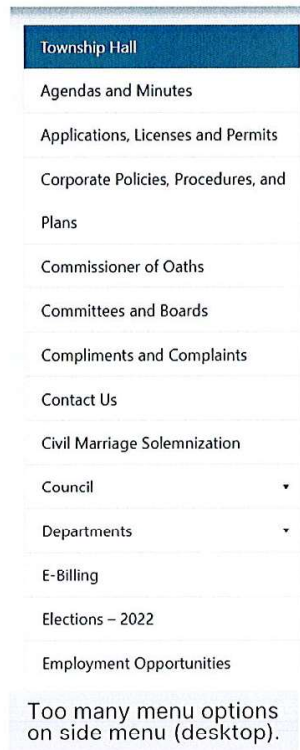 Township Hall
Agendas and Minutes
Applications, Licenses and Permits
Corporate Policies, Procedures, and
Plans
Commissioner of Oaths
Committees and Boards
Compliments and Complaints
Contact Us
Civil Marriage Solemnization
Council
Departments
E-Billing
Elections – 2022
Employment Opportunities
Too many menu options
on side menu (desktop).